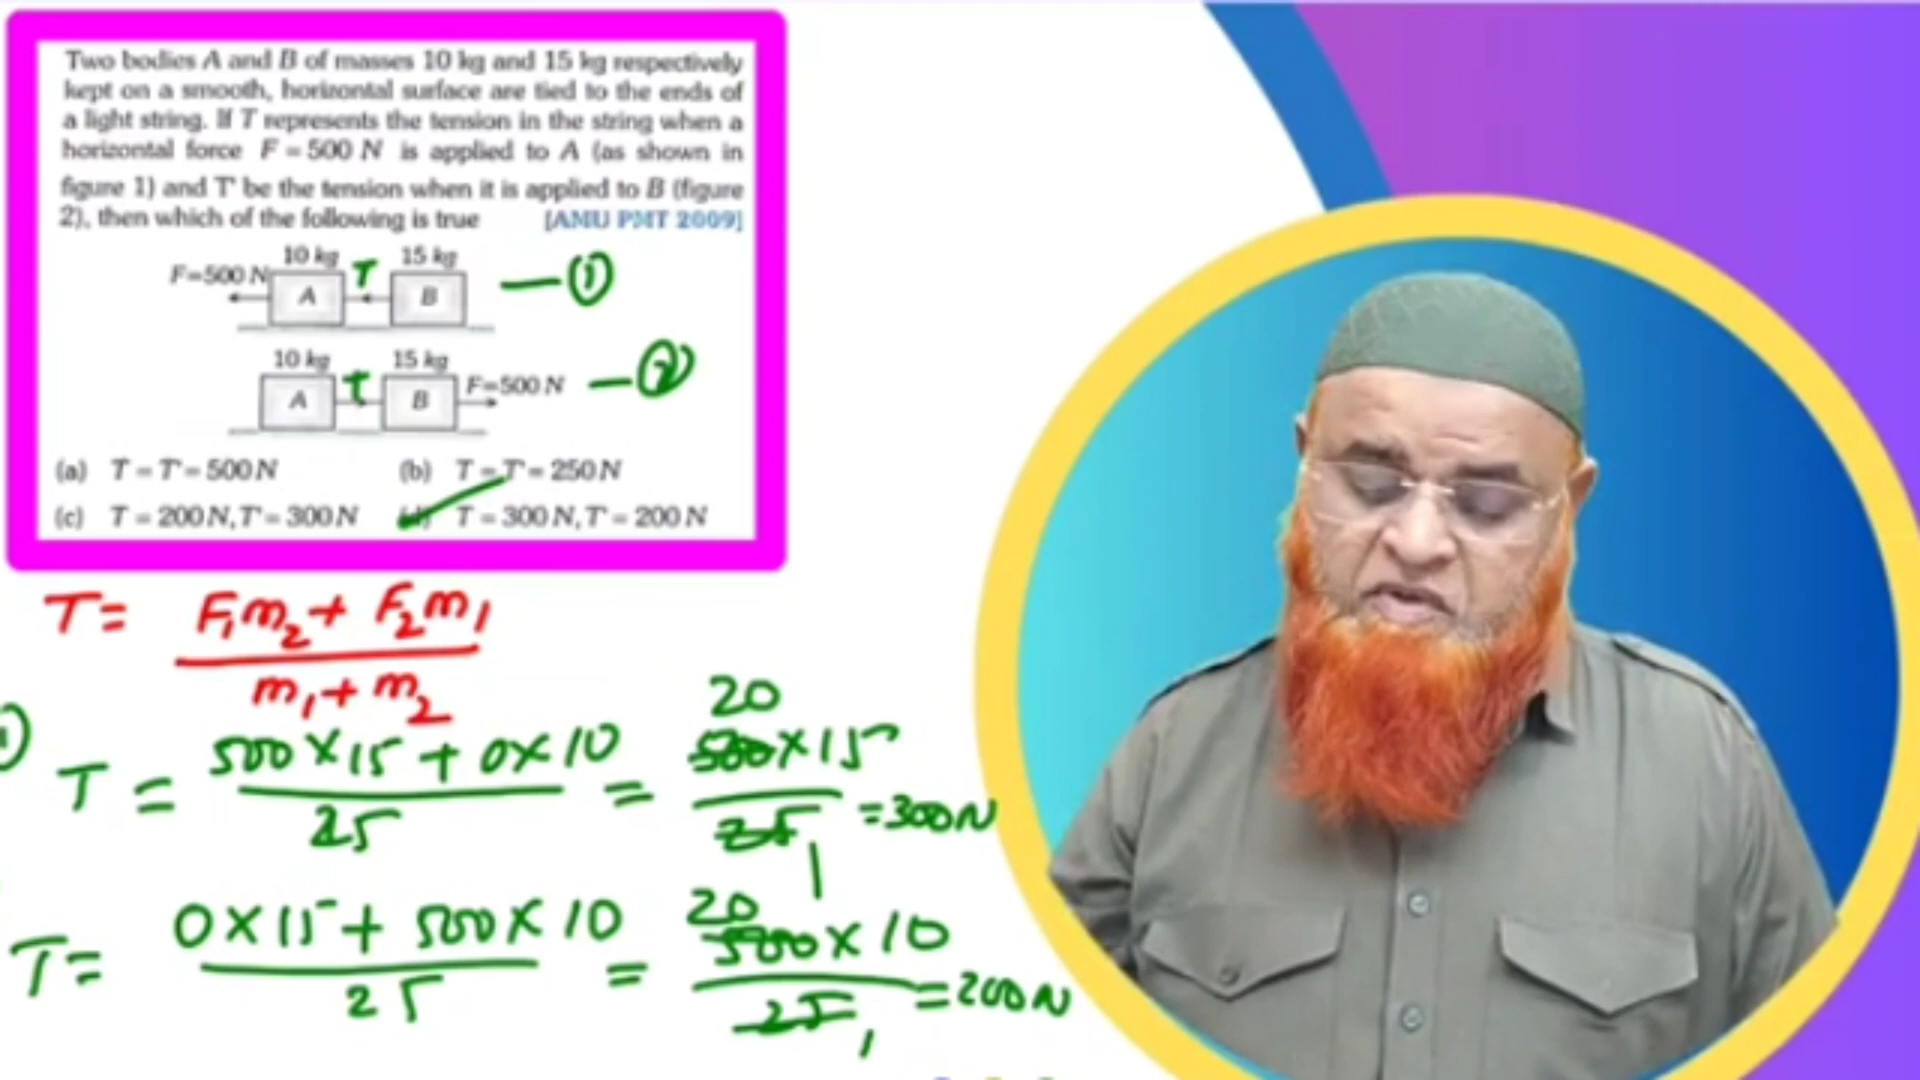 Two bodies A and B of masses 10 kg and 15 kg respectively
kept on a smooth, horizontal surface are tied to the ends of
a light string. If T represents the tension in the string when a
horizontal force F = 500 N is applied to A (as shown in
figure 1) and T' be the tension when it is applied to B (figure
2), then which of the following is true [AMU PMT 2009]
10 kg T 15 kg
F=500 N A B — ①
10 kg T 15 kg
A B F=500 N — ②
(a) T = T' = 500 N (b) T = T' = 250 N
(c) T = 200 N, T' = 300 N (d) T = 300 N, T' = 200 N
T = F₁m₂ + F₂m₁
m₁ + m₂
20
T = 500 × 15 + 0 × 10 = 500 × 15
25 25 = 300 N
1
20
T = 0 × 15 + 500 × 10 = 500 × 10
25 25 = 200 N
1